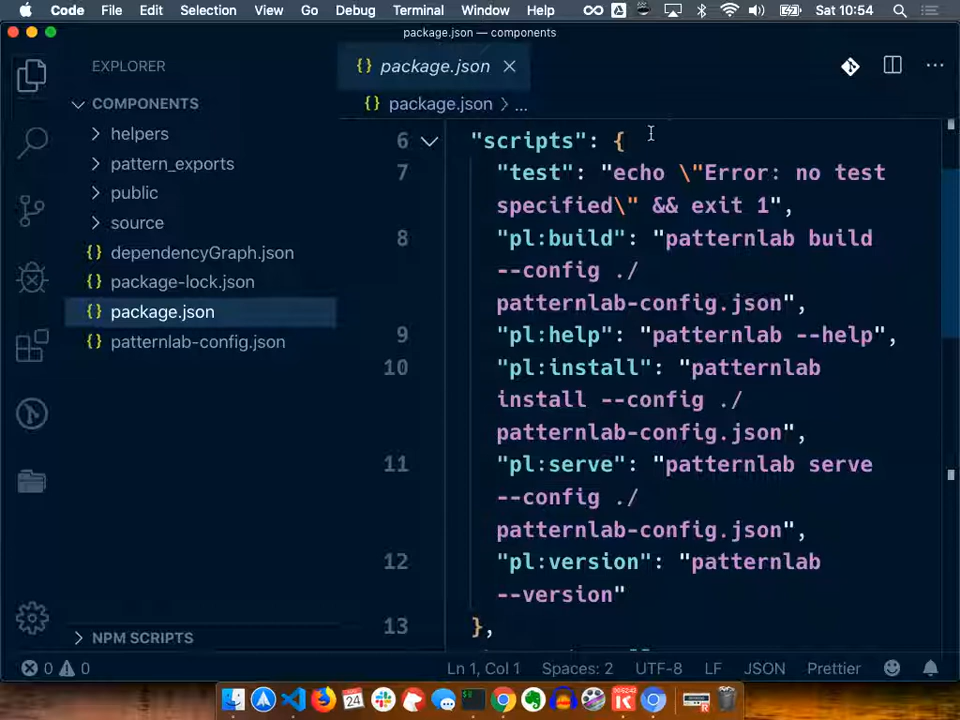 Code File Edit Selection View Go Debug Terminal Window Help Sat 10:54
package.json — components
EXPLORER
COMPONENTS
helpers
pattern_exports
public
source
{} dependencyGraph.json
{} package-lock.json
{} package.json
{} patternlab-config.json
NPM SCRIPTS
{} package.json
{} package.json > ...
6 "scripts": {
7 "test": "echo \"Error: no test
specified\" && exit 1",
8 "pl:build": "patternlab build
--config ./
patternlab-config.json",
9 "pl:help": "patternlab --help",
10 "pl:install": "patternlab
install --config ./
patternlab-config.json",
11 "pl:serve": "patternlab serve
--config ./
patternlab-config.json",
12 "pl:version": "patternlab
--version"
13 },
0 0 Ln 1, Col 1 Spaces: 2 UTF-8 LF JSON Prettier
24